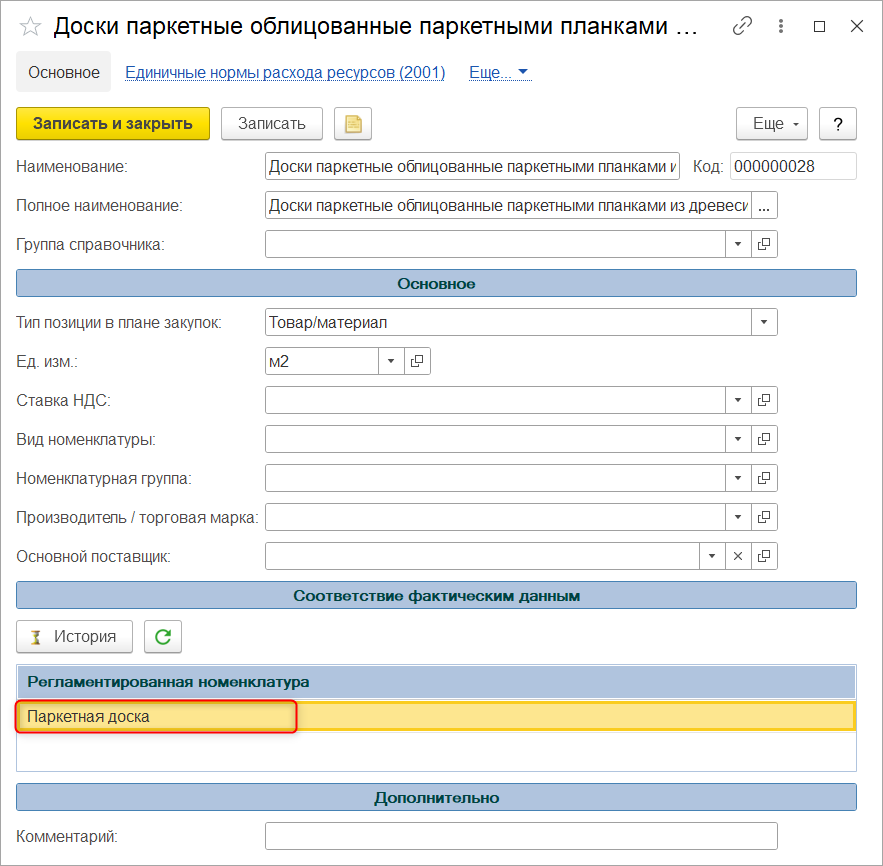 Доски паркетные облицованные паркетными планками ...
Основное Единичные нормы расхода ресурсов (2001) Еще...
Записать и закрыть Записать Еще ?
Наименование: Доски паркетные облицованные паркетными планками и Код: 000000028
Полное наименование: Доски паркетные облицованные паркетными планками из древеси ...
Группа справочника:
Основное
Тип позиции в плане закупок: Товар/материал
Ед. изм.: м2
Ставка НДС:
Вид номенклатуры:
Номенклатурная группа:
Производитель / торговая марка:
Основной поставщик:
Соответствие фактическим данным
История
Регламентированная номенклатура
Паркетная доска
Дополнительно
Комментарий: